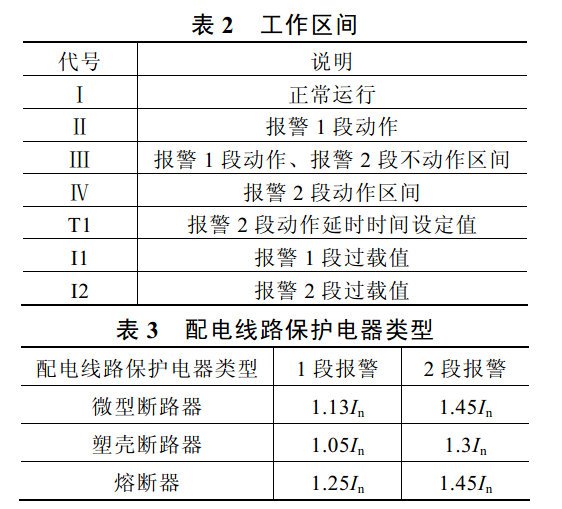 表 2 工作区间
代号 说明
Ⅰ 正常运行
Ⅱ 报警 1 段动作
Ⅲ 报警 1 段动作、报警 2 段不动作区间
Ⅳ 报警 2 段动作区间
T1 报警 2 段动作延时时间设定值
I1 报警 1 段过载值
I2 报警 2 段过载值
表 3 配电线路保护电器类型
配电线路保护电器类型 1 段报警 2 段报警
微型断路器 1.13In 1.45In
塑壳断路器 1.05In 1.3In
熔断器 1.25In 1.45In